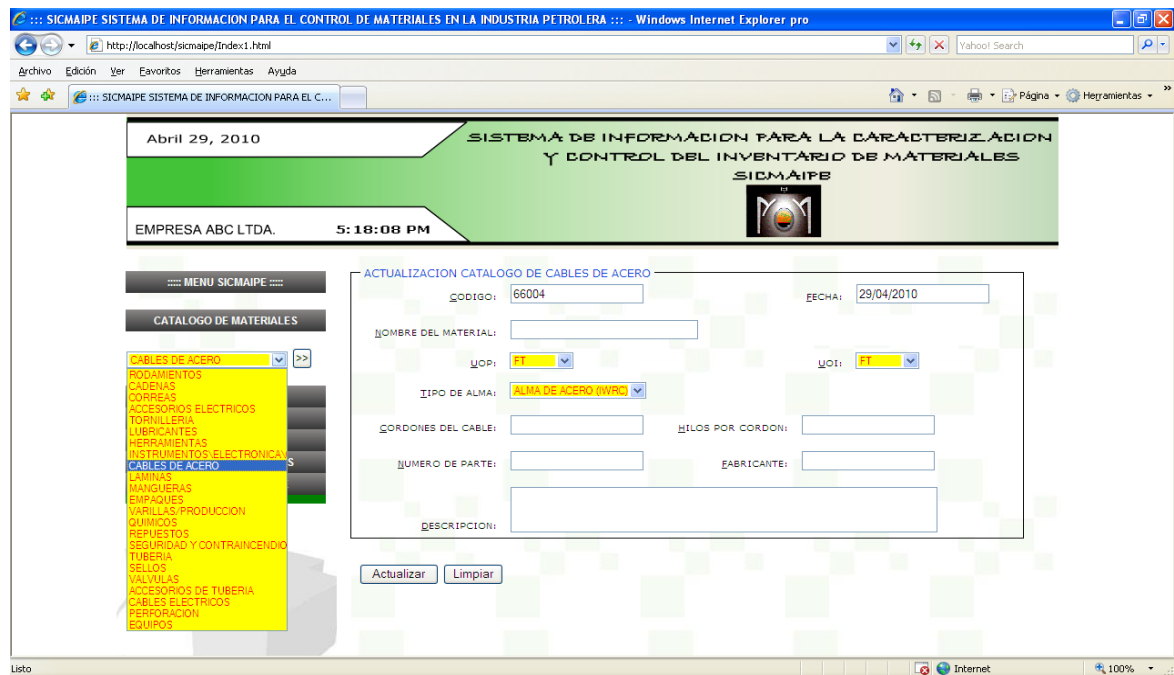 ::: SICMAIPE SISTEMA DE INFORMACION PARA EL CONTROL DE MATERIALES EN LA INDUSTRIA PETROLERA ::: - Windows Internet Explorer pro
http://localhost/sicmaipe/Index1.html
Yahoo! Search
Archivo Edición Ver Favoritos Herramientas Ayuda
::: SICMAIPE SISTEMA DE INFORMACION PARA EL C...
Página Herramientas »
Abril 29, 2010
SISTEMA DE INFORMACION PARA LA CARACTERIZACION
Y CONTROL DEL INVENTARIO DE MATERIALES
SICMAIPE
EMPRESA ABC LTDA. 5:18:08 PM
::::: MENU SICMAIPE :::::
CATALOGO DE MATERIALES
CABLES DE ACERO >>
RODAMIENTOS
CADENAS
CORREAS
ACCESORIOS ELECTRICOS
TORNILLERIA
LUBRICANTES
HERRAMIENTAS
INSTRUMENTOS\ELECTRONICA\
CABLES DE ACERO
S
LAMINAS
MANGUERAS
EMPAQUES
VARILLAS/PRODUCCION
QUIMICOS
REPUESTOS
SEGURIDAD Y CONTRAINCENDIO
TUBERIA
SELLOS
VALVULAS
ACCESORIOS DE TUBERIA
CABLES ELECTRICOS
PERFORACION
EQUIPOS
ACTUALIZACION CATALOGO DE CABLES DE ACERO
CODIGO: 66004 FECHA: 29/04/2010
NOMBRE DEL MATERIAL:
UOP: FT UOI: FT
TIPO DE ALMA: ALMA DE ACERO (IWRC)
CORDONES DEL CABLE: HILOS POR CORDON:
NUMERO DE PARTE: FABRICANTE:
DESCRIPCION:
Actualizar Limpiar
Listo Internet 100%